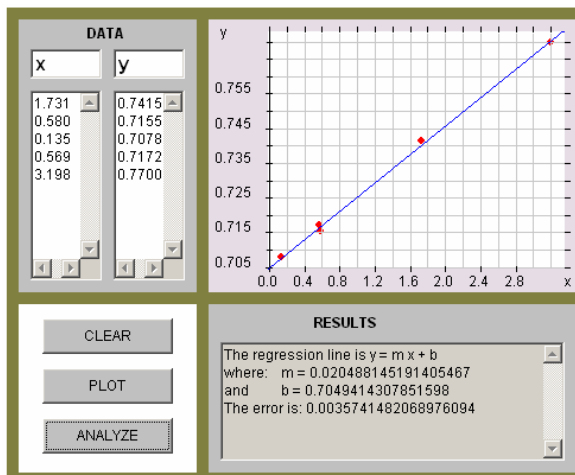 DATA
x y
1.731 0.7415
0.580 0.7155
0.135 0.7078
0.569 0.7172
3.198 0.7700
y
0.755
0.745
0.735
0.725
0.715
0.705
0.0 0.4 0.8 1.2 1.6 2.0 2.4 2.8 x
CLEAR
PLOT
ANALYZE
RESULTS
The regression line is y = m x + b
where: m = 0.020488145191405467
and b = 0.7049414307851598
The error is: 0.0035741482068976094